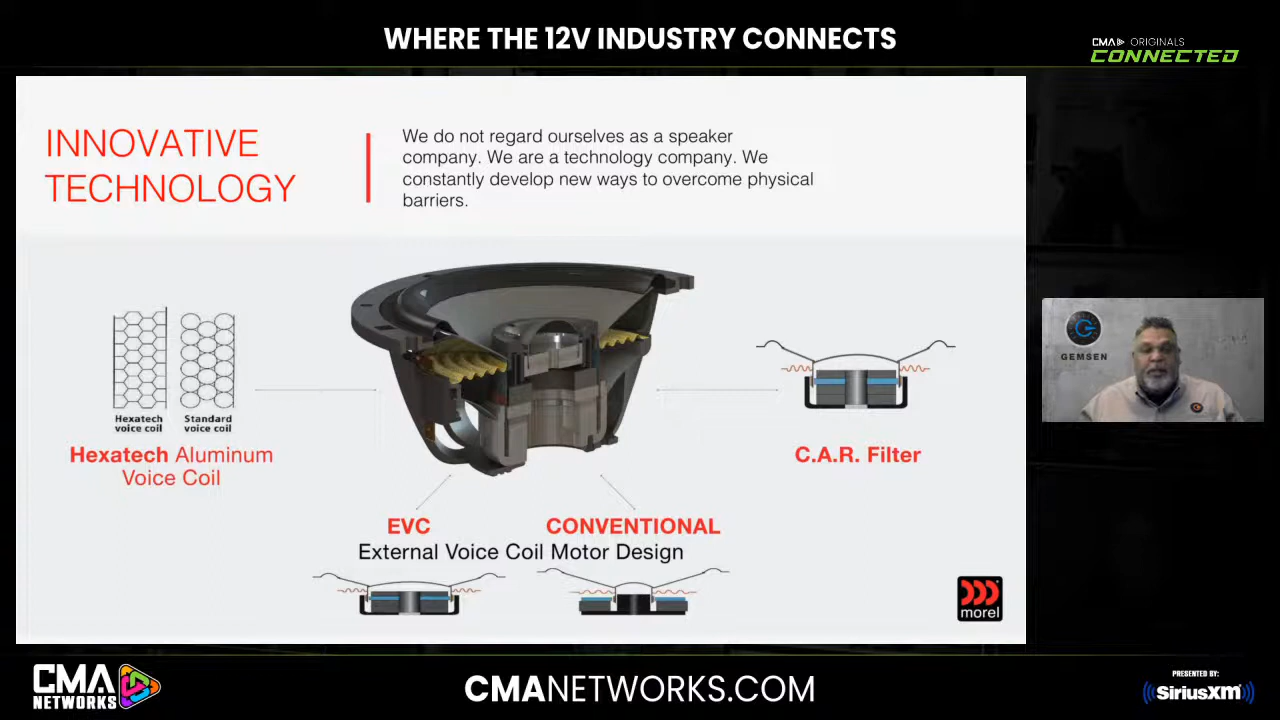 WHERE THE 12V INDUSTRY CONNECTS
CMA ORIGINALS
CONNECTED
INNOVATIVE
TECHNOLOGY
We do not regard ourselves as a speaker
company. We are a technology company. We
constantly develop new ways to overcome physical
barriers.
Hexatech
voice coil
Standard
voice coil
Hexatech Aluminum
Voice Coil
C.A.R. Filter
EVC
CONVENTIONAL
External Voice Coil Motor Design
morel
GEMSEN
CMA
NETWORKS
CMANETWORKS.COM
PRESENTED BY:
SiriusXM